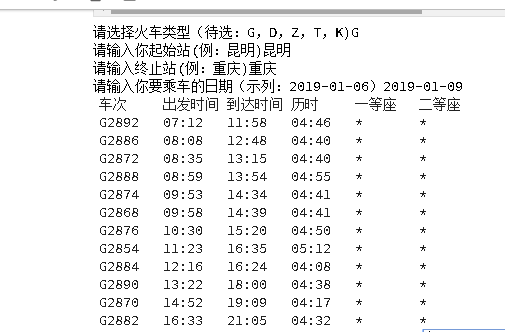 请选择火车类型（待选：G，D，Z，T，K)G
请输入你起始站(例：昆明)昆明
请输入终止站(例：重庆)重庆
请输入你要乘车的日期（示列：2019-01-06）2019-01-09
车次 出发时间 到达时间 历时 一等座 二等座
G2892 07:12 11:58 04:46 * *
G2886 08:08 12:48 04:40 * *
G2872 08:35 13:15 04:40 * *
G2888 08:59 13:54 04:55 * *
G2874 09:53 14:34 04:41 * *
G2868 09:58 14:39 04:41 * *
G2876 10:30 15:20 04:50 * *
G2854 11:23 16:35 05:12 * *
G2884 12:16 16:24 04:08 * *
G2890 13:22 18:00 04:38 * *
G2870 14:52 19:09 04:17 * *
G2882 16:33 21:05 04:32 * *